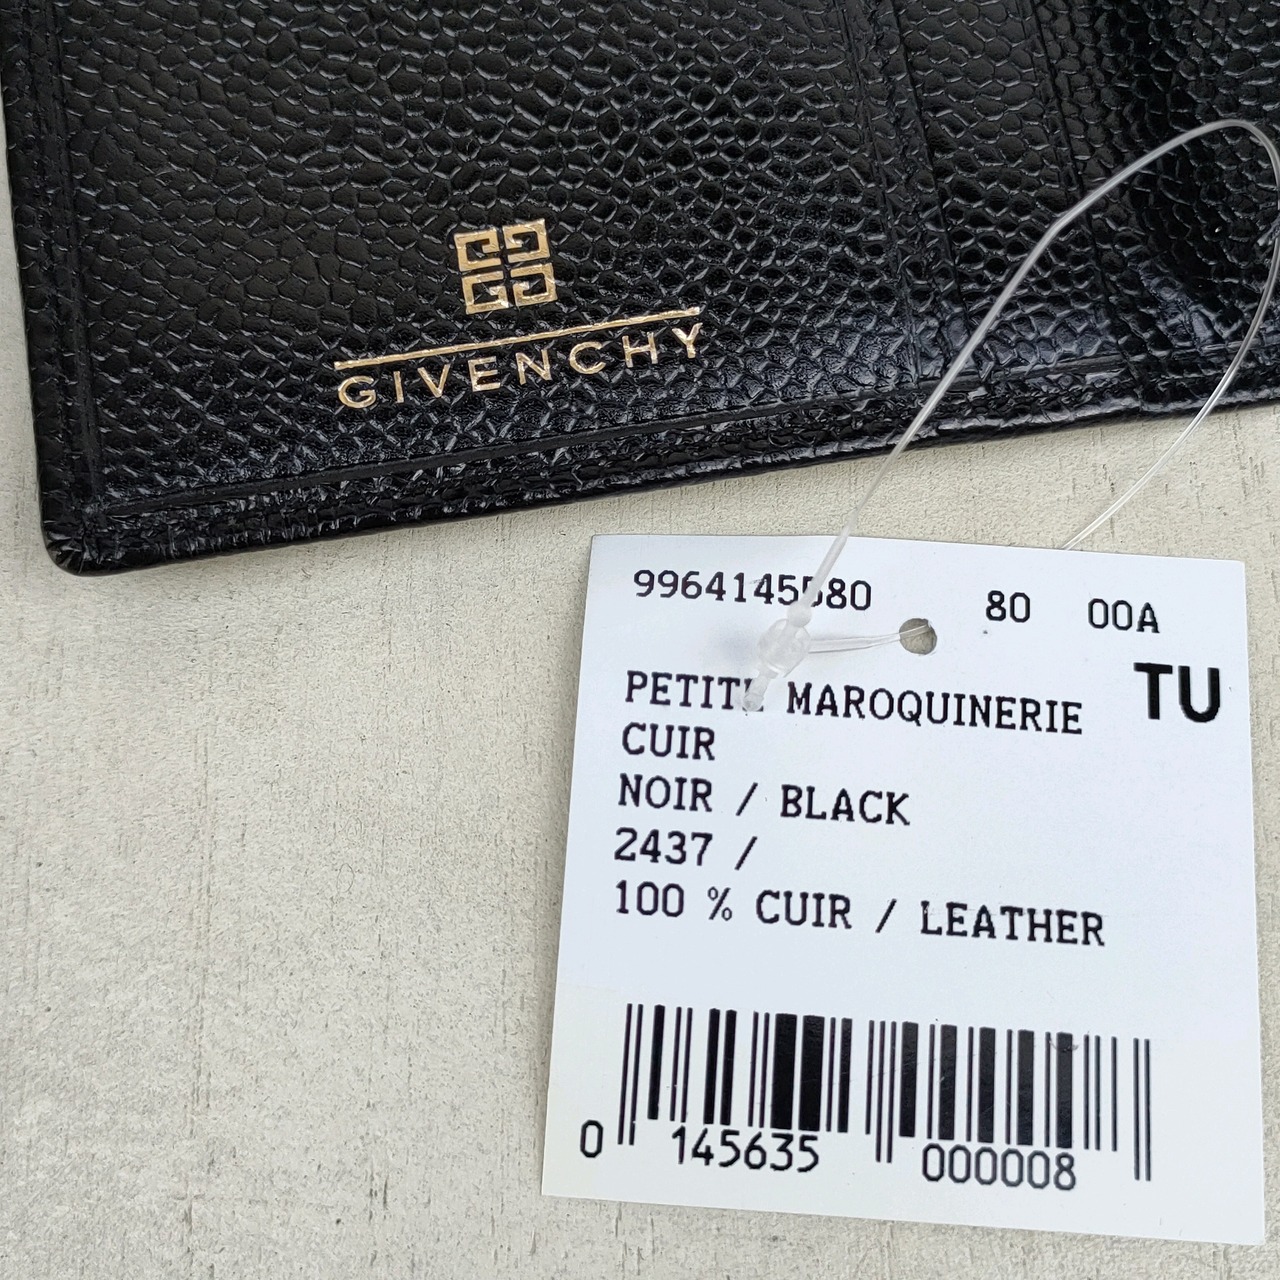 GIVENCHY
9964145580 80 00A
TU
PETITE MAROQUINERIE
CUIR
NOIR / BLACK
2437 /
100 % CUIR / LEATHER
0 145635 000008